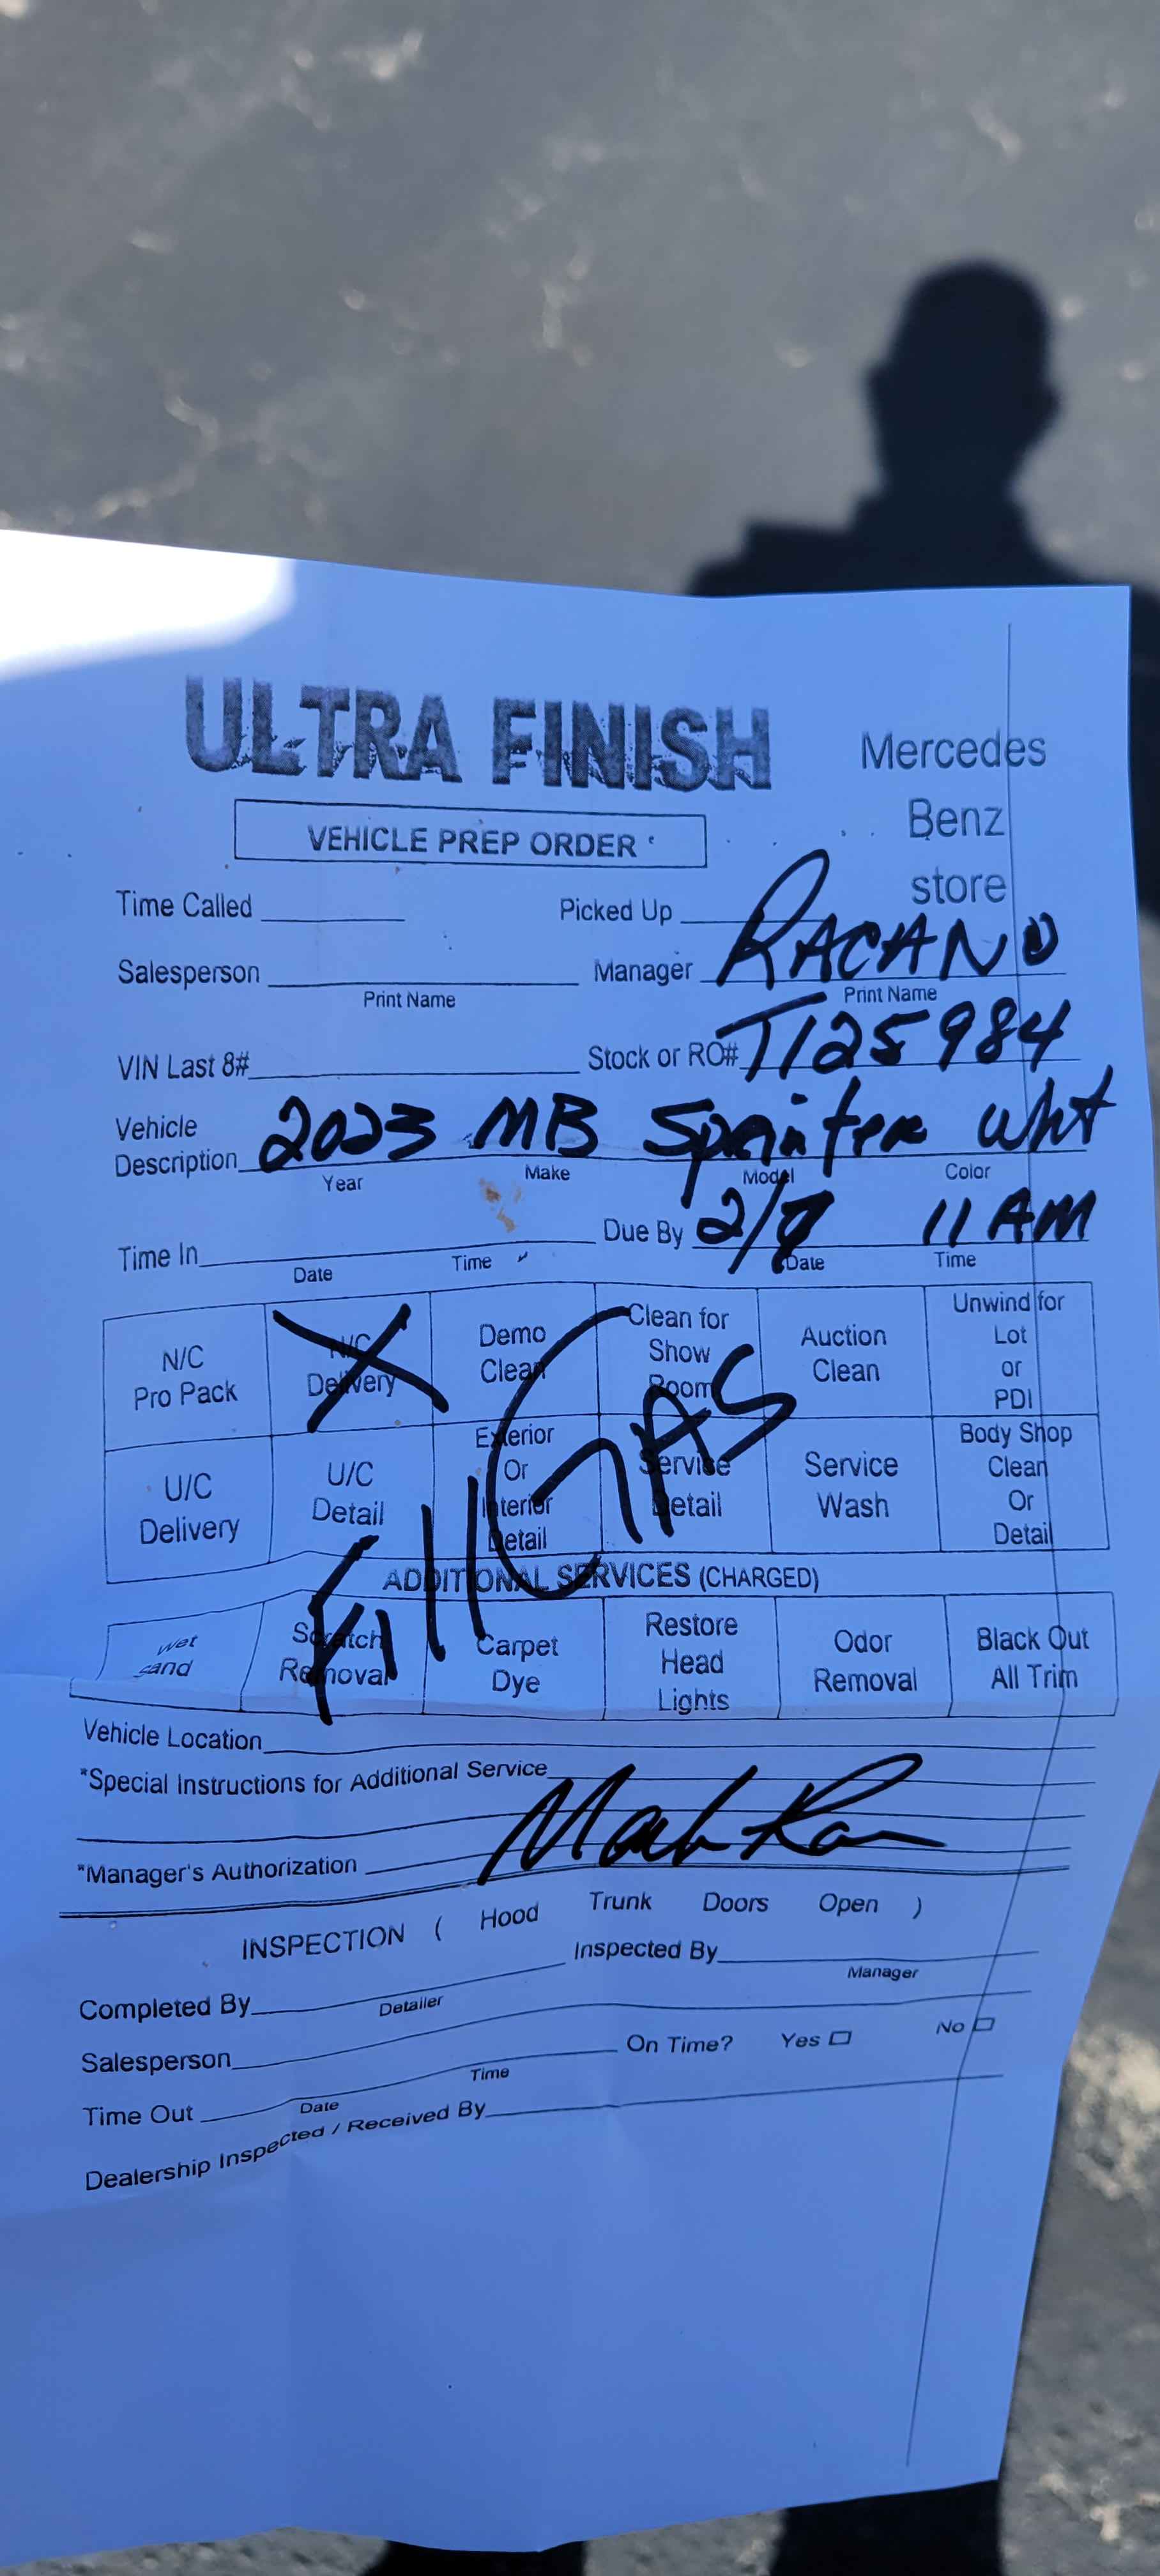 ULTRA FINISH
Mercedes
Benz
store
VEHICLE PREP ORDER
Time Called
Picked Up
Salesperson
Manager RACANO
Print Name
Print Name
VIN Last 8#
Stock or RO# T125984
Vehicle
Description 2023 MB Sprinter Wht
Year Make Model Color
Time In
Due By 2/7 11 AM
Date Time Date Time
N/C
Pro Pack
N/C
Delivery
Demo
Clean
Clean for
Show
Room
Auction
Clean
Unwind for
Lot
or
PDI
U/C
Delivery
U/C
Detail
Exterior
Or
Interior
Detail
Service
Detail
Service
Wash
Body Shop
Clean
Or
Detail
Fill GAS
ADDITIONAL SERVICES (CHARGED)
wet
sand
Scratch
Removal
Carpet
Dye
Restore
Head
Lights
Odor
Removal
Black Out
All Trim
Vehicle Location
*Special Instructions for Additional Service
*Manager's Authorization
INSPECTION ( Hood Trunk Doors Open )
Inspected By
Manager
Completed By
Detailer
Salesperson
On Time? Yes No
Time
Time Out
Date
Dealership Inspected / Received By